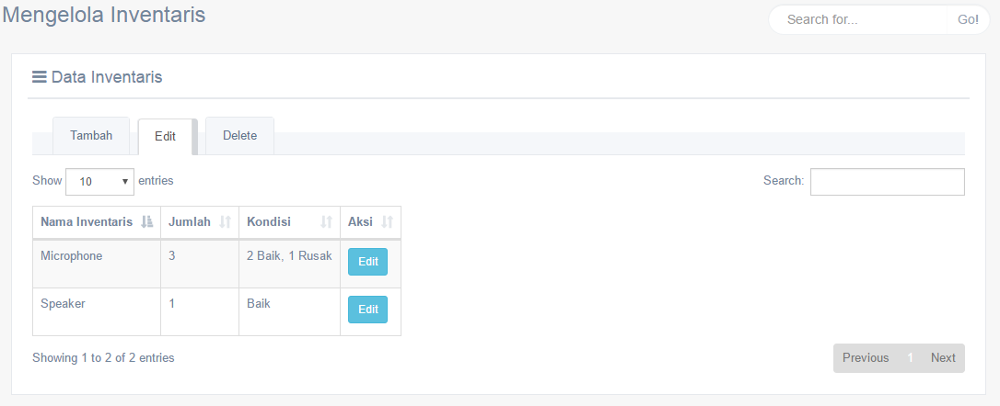 Mengelola Inventaris
Search for... Go!
Data Inventaris
Tambah Edit Delete
Show 10 entries Search:
Nama Inventaris Jumlah Kondisi Aksi
Microphone 3 2 Baik, 1 Rusak Edit
Speaker 1 Baik Edit
Showing 1 to 2 of 2 entries Previous 1 Next